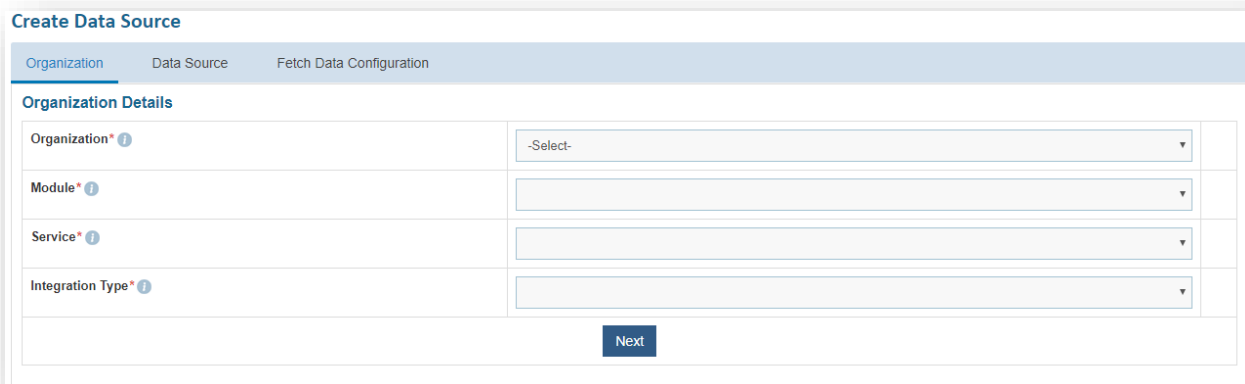 Create Data Source
Organization Data Source Fetch Data Configuration
Organization Details
Organization* i -Select-
Module* i
Service* i
Integration Type* i
Next